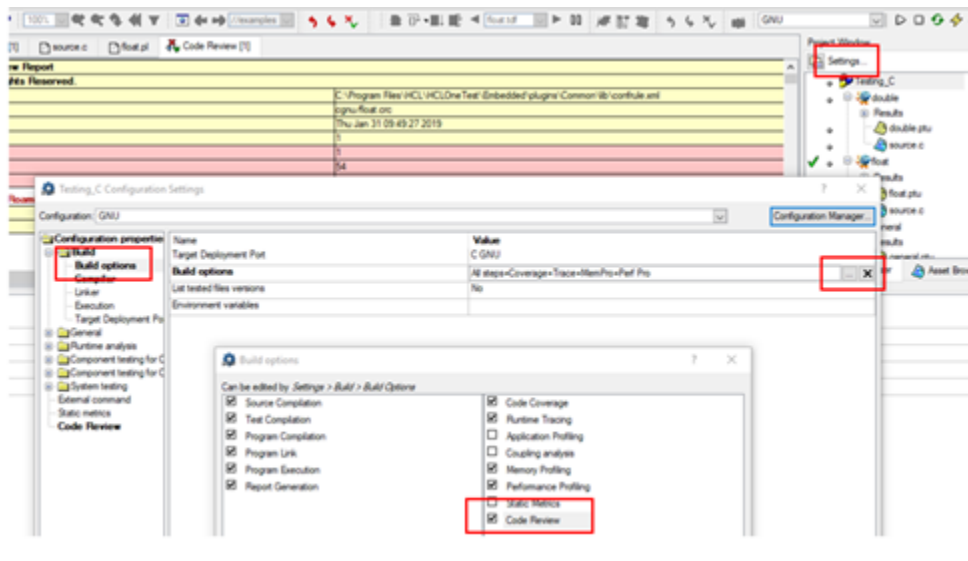 100%
GNU
source.c
float.pl
Code Review [1]
Project Window
Settings...
Report
Rights Reserved.
C:\Program Files\HCL\HCLOneTest\Embedded\plugins\Common\lib\confrule.xml
cgnu/float.crc
Thu Jan 31 09:49:27 2019
1
1
54
Testing_C
double
Results
double.ptu
source.c
float
Results
float.ptu
source.c
general.ptu
Testing_C Configuration Settings
?
Configuration: GNU
Configuration Manager...
Configuration propertie
Build
Build options
Compiler
Linker
Execution
Target Deployment Po
General
Runtime analysis
Component testing for C
Component testing for C
System testing
External command
Static metrics
Code Review
Name Value
Target Deployment Port C GNU
Build options All steps+Coverage+Trace+MemPro+Perf Pro ...
List tested files versions No
Environment variables
Asset Bro
Build options
?
Can be edited by Settings > Build > Build Options
Source Compilation
Test Compilation
Program Compilation
Program Link
Program Execution
Report Generation
Code Coverage
Runtime Tracing
Application Profiling
Coupling analysis
Memory Profiling
Performance Profiling
Static Metrics
Code Review